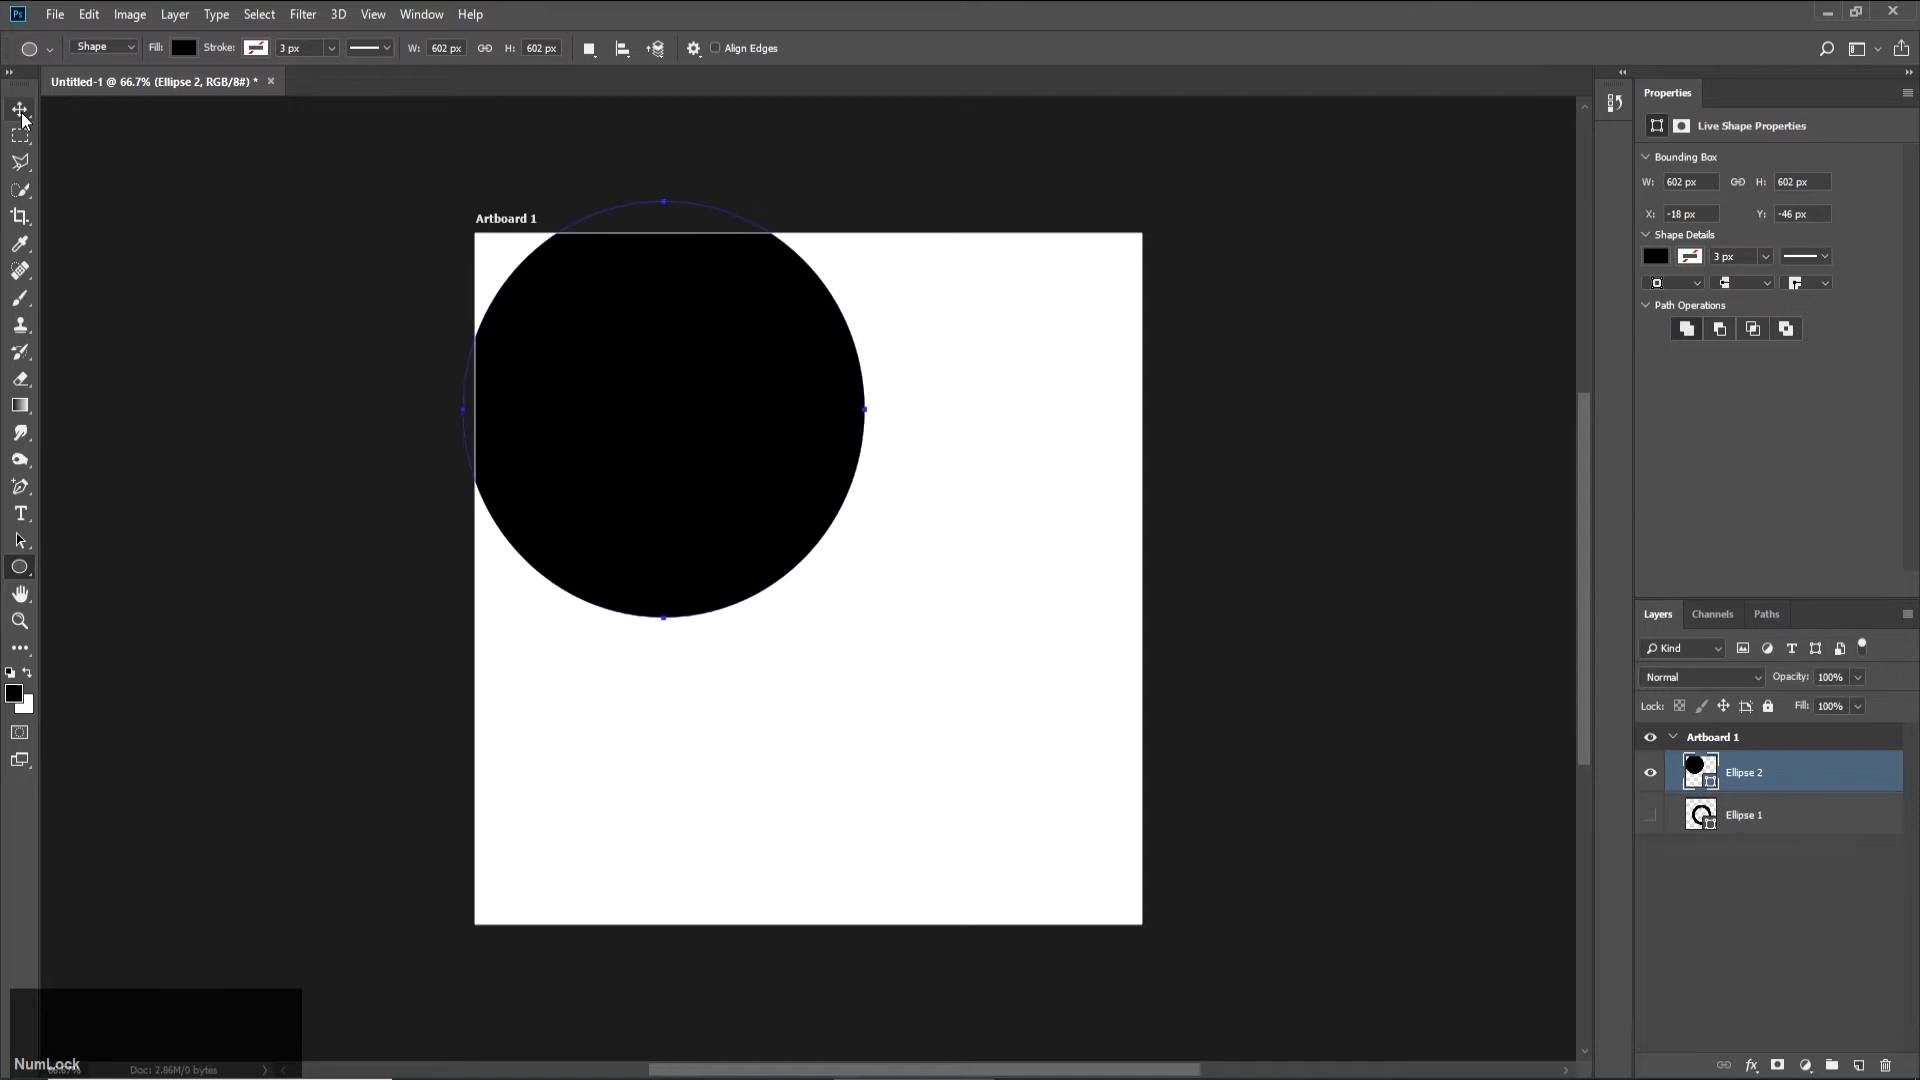 Ps File Edit Image Layer Type Select Filter 3D View Window Help
Shape Fill: Stroke: 3 px W: 602 px H: 602 px Align Edges
Untitled-1 @ 66.7% (Ellipse 2, RGB/8#) *
Properties
Live Shape Properties
Bounding Box
W: 602 px H: 602 px
X: -18 px Y: -46 px
Shape Details
3 px
Path Operations
Artboard 1
T
Layers Channels Paths
Kind T
Normal Opacity: 100%
Lock: Fill: 100%
Artboard 1
Ellipse 2
Ellipse 1
fx
NumLock
Doc: 2.86M/0 bytes